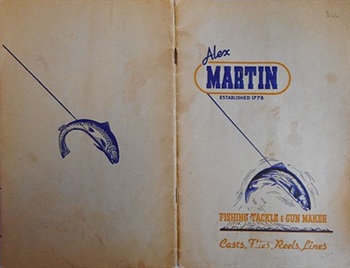 Alex
MARTIN
ESTABLISHED 1778
FISHING TACKLE & GUN MAKER
Casts, Flies, Reels, Lines